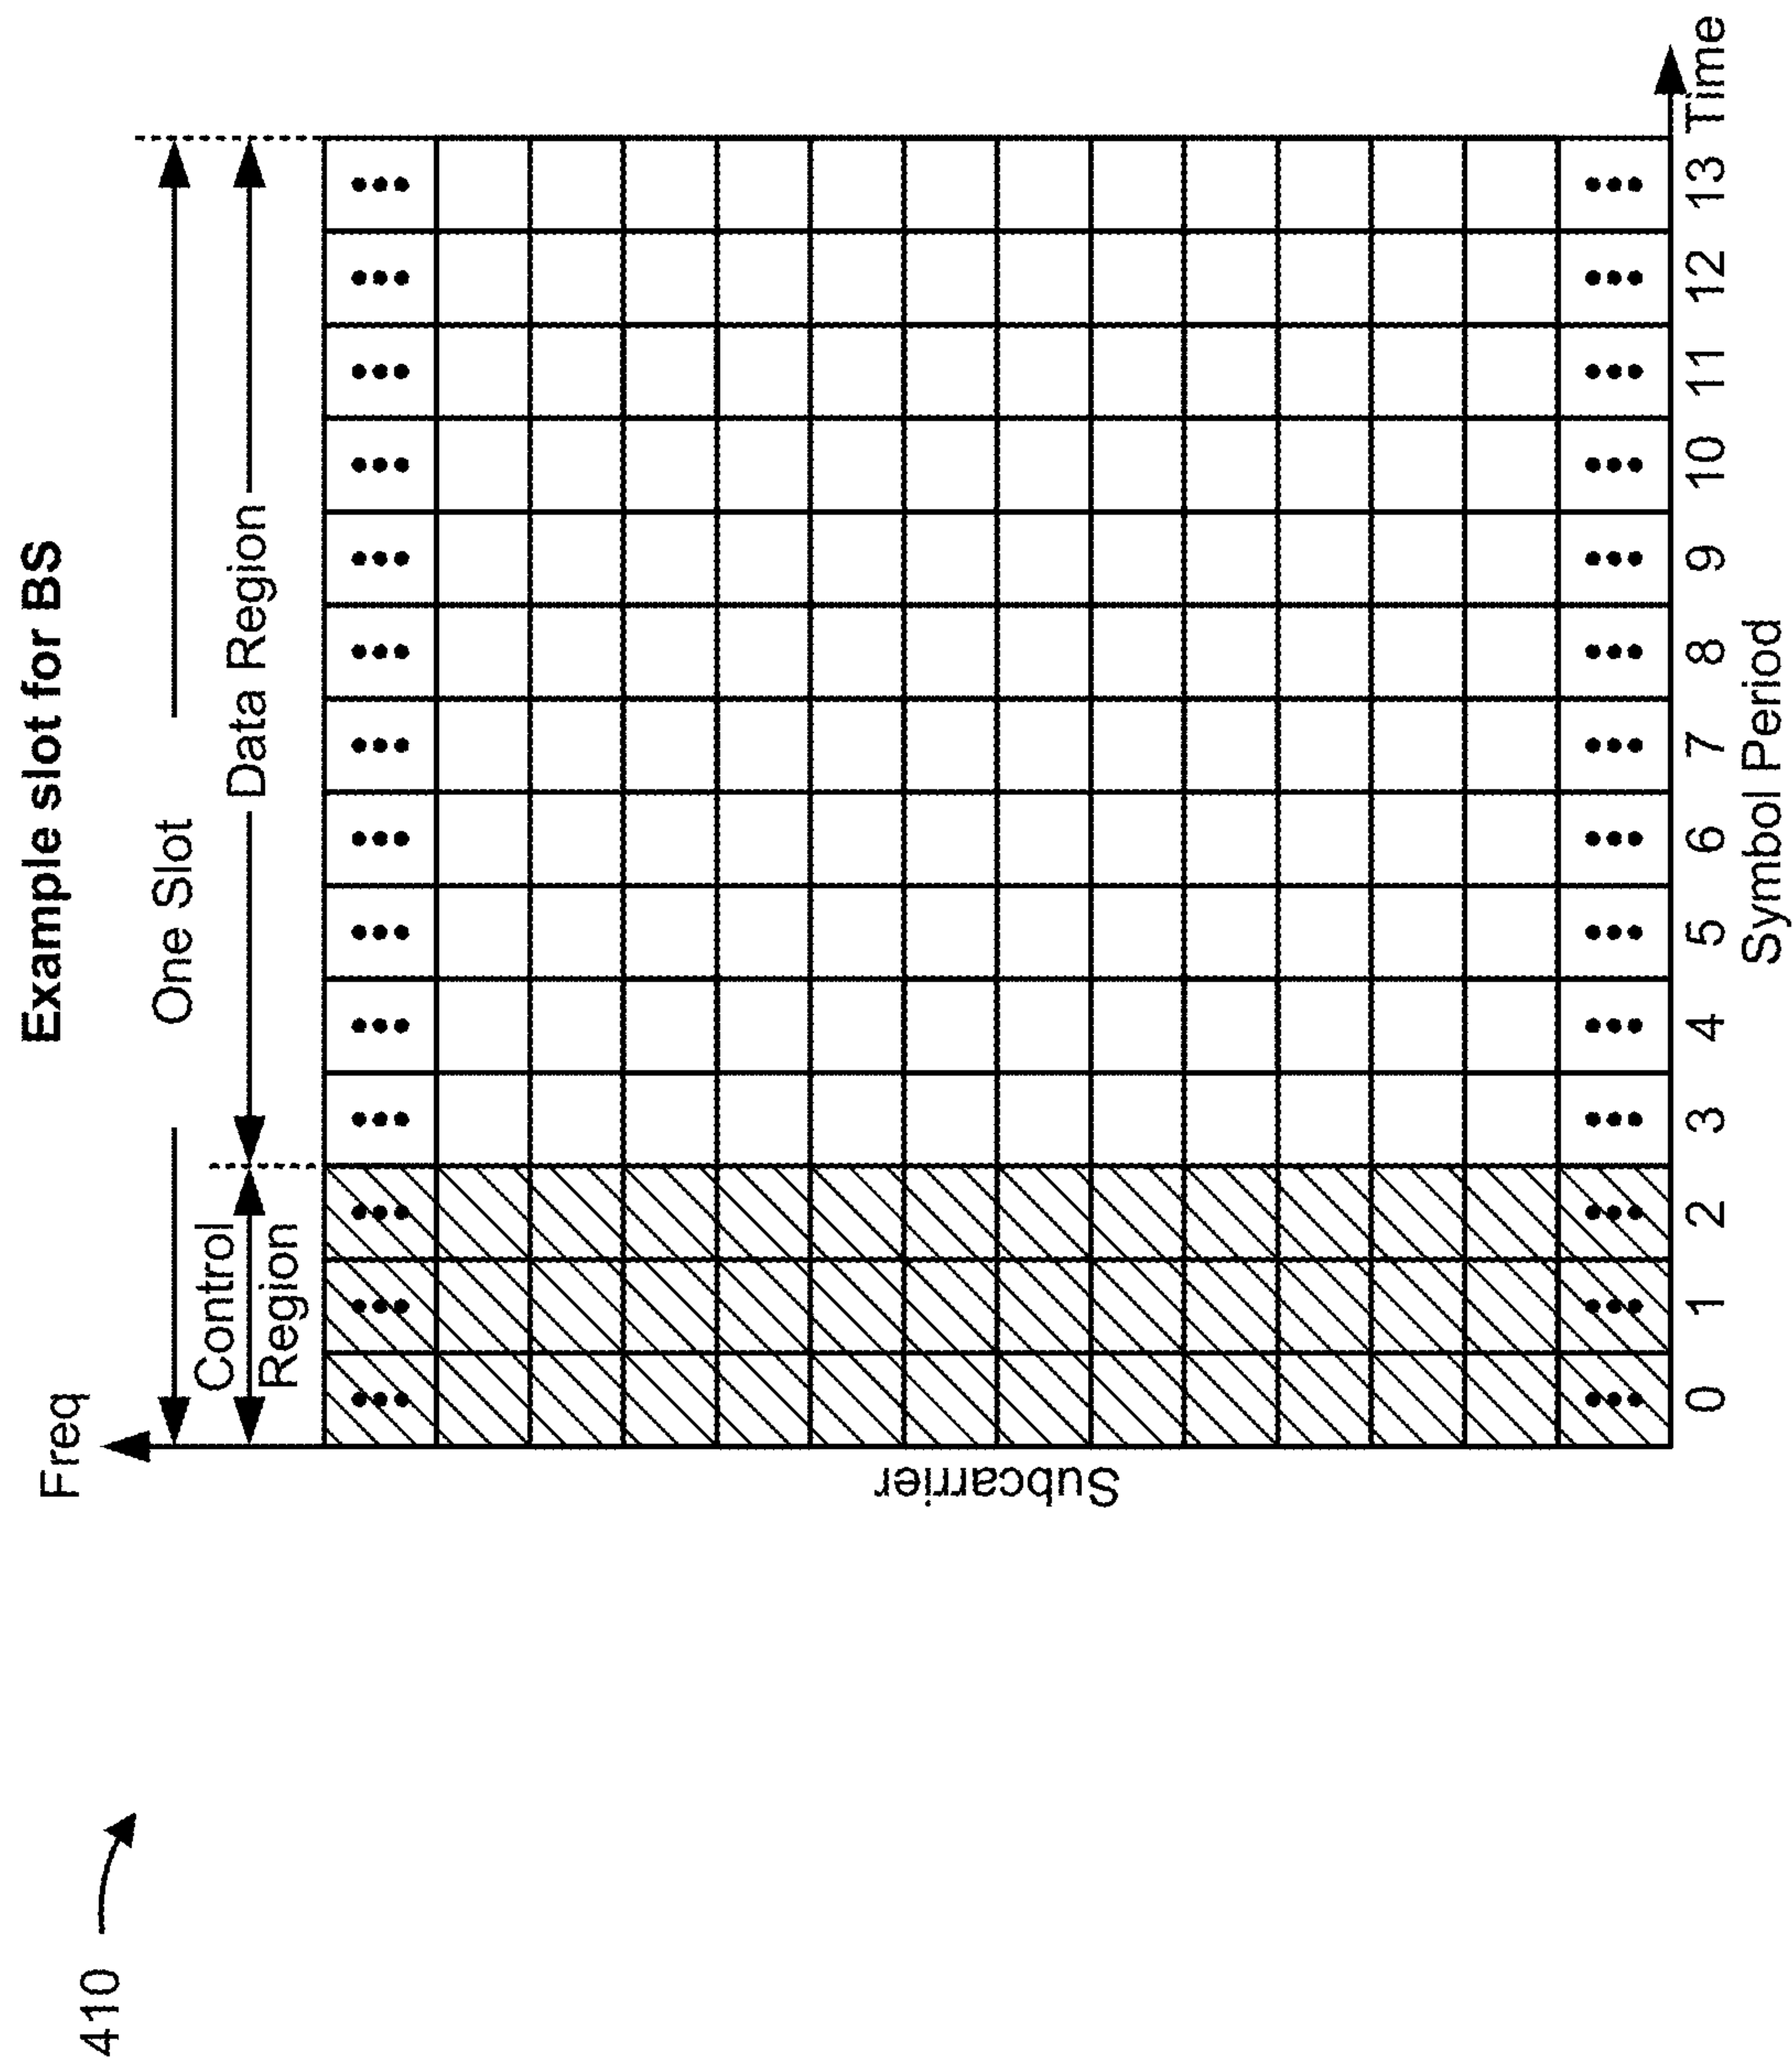 410
Example slot for BS
Freq
One Slot
Control
Region
Data Region
Subcarrier
0 1 2 3 4 5 6 7 8 9 10 11 12 13 Time
Symbol Period